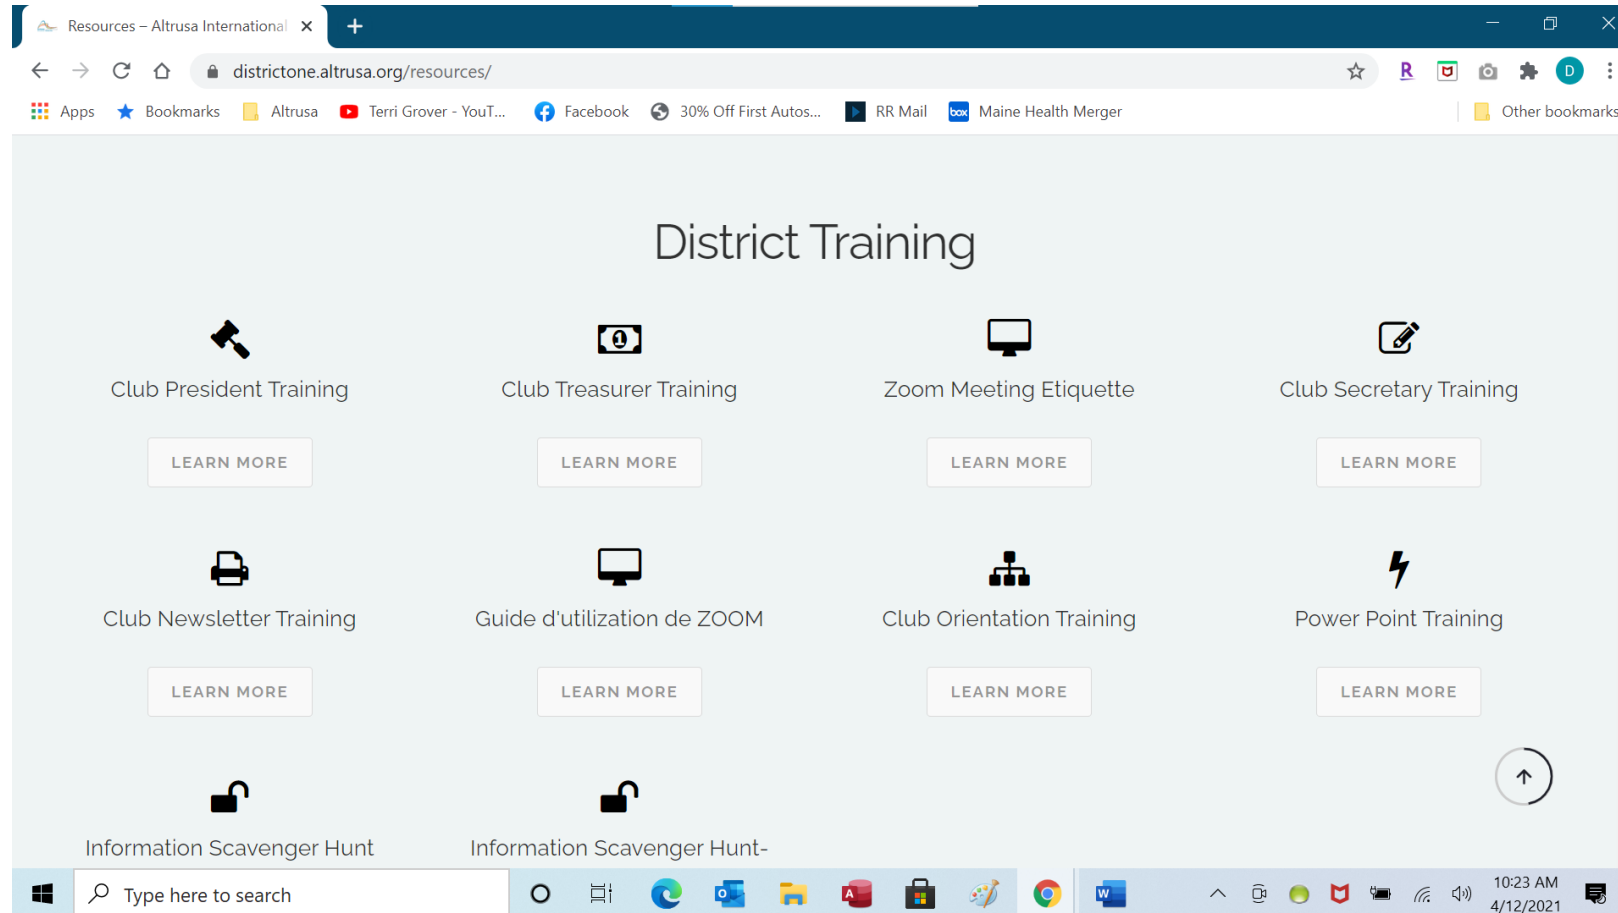 Resources – Altrusa International
districtone.altrusa.org/resources/
R
D
Apps Bookmarks Altrusa Terri Grover - YouT... Facebook 30% Off First Autos... RR Mail box Maine Health Merger Other bookmarks
District Training
Club President Training Club Treasurer Training Zoom Meeting Etiquette Club Secretary Training
LEARN MORE LEARN MORE LEARN MORE LEARN MORE
Club Newsletter Training Guide d'utilization de ZOOM Club Orientation Training Power Point Training
LEARN MORE LEARN MORE LEARN MORE LEARN MORE
Information Scavenger Hunt Information Scavenger Hunt-
Type here to search
10:23 AM
4/12/2021